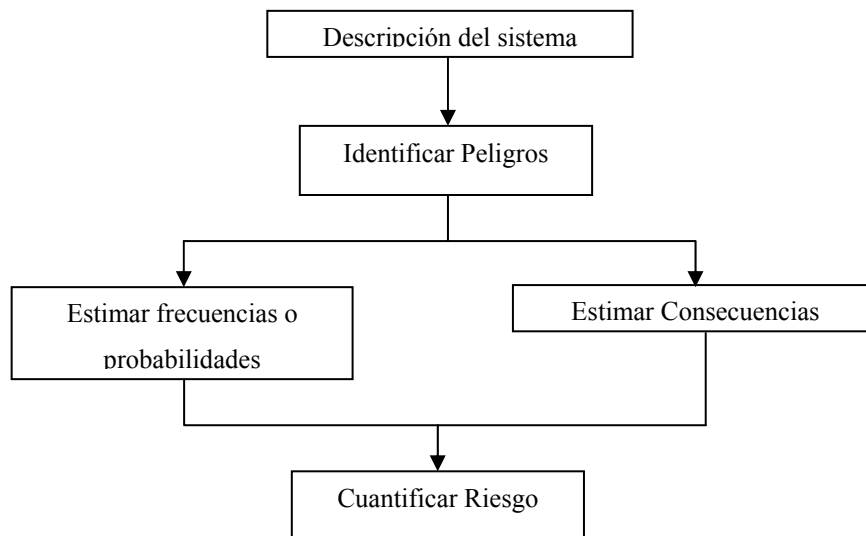 Descripción del sistema
Identificar Peligros
Estimar frecuencias o
probabilidades
Estimar Consecuencias
Cuantificar Riesgo